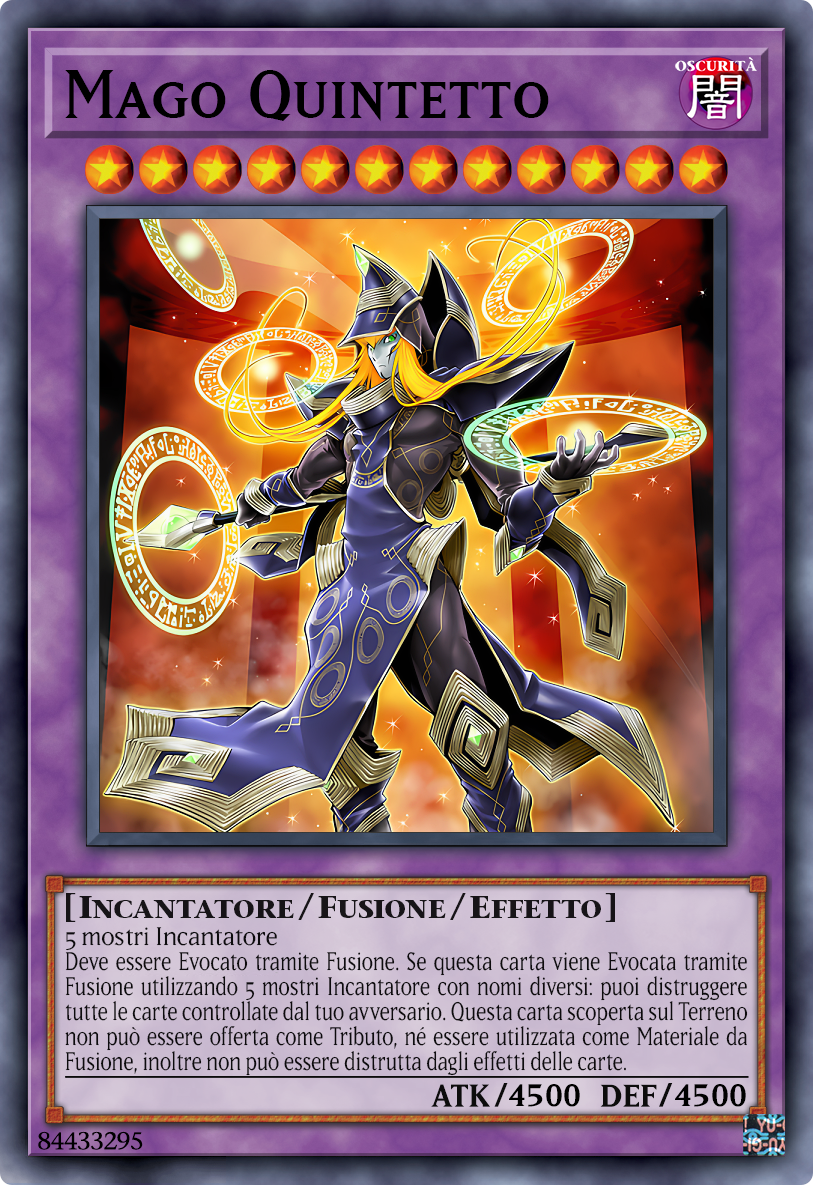 Mago Quintetto
OSCURITÀ
闇
[Incantatore/Fusione/Effetto]
5 mostri Incantatore
Deve essere Evocato tramite Fusione. Se questa carta viene Evocata tramite
Fusione utilizzando 5 mostri Incantatore con nomi diversi: puoi distruggere
tutte le carte controllate dal tuo avversario. Questa carta scoperta sul Terreno
non può essere offerta come Tributo, né essere utilizzata come Materiale da
Fusione, inoltre non può essere distrutta dagli effetti delle carte.
ATK/4500 DEF/4500
84433295